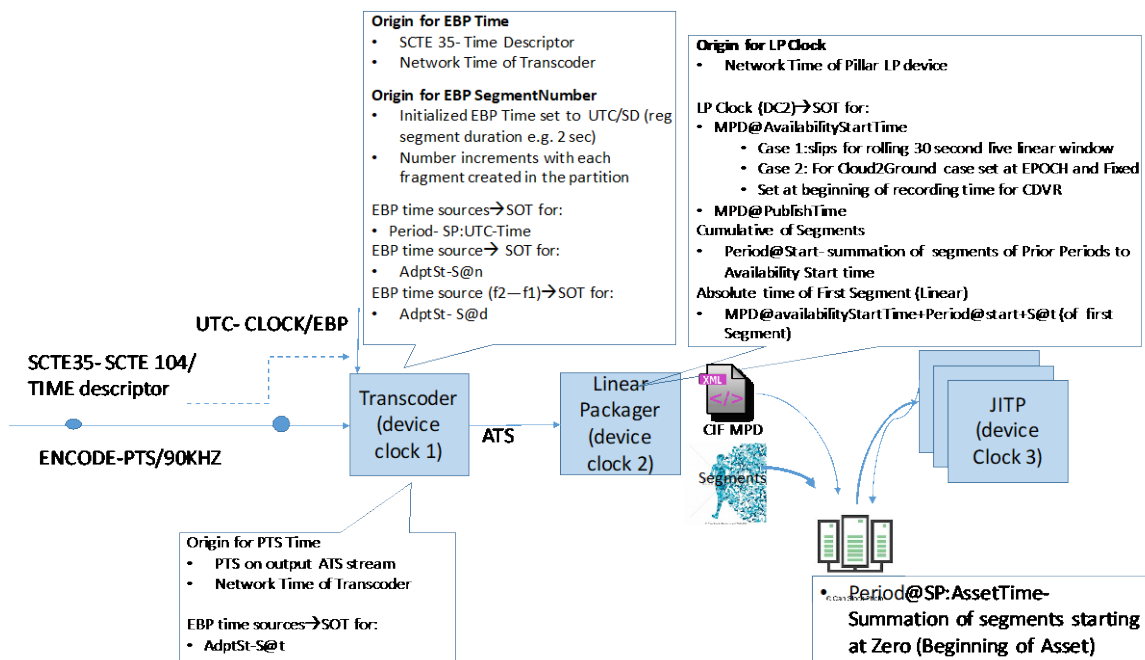 Origin for EBP Time
• SCTE 35- Time Descriptor
• Network Time of Transcoder
Origin for EBP SegmentNumber
• Initialized EBP Time set to UTC/SD (reg
segment duration e.g. 2 sec)
• Number increments with each
fragment created in the partition
EBP time sources→SOT for:
• Period- SP:UTC-Time
EBP time source→ SOT for:
• AdptSt-S@n
EBP time source (f2—f1)→SOT for:
• AdptSt- S@d
Origin for LP Clock
• Network Time of Pillar LP device
LP Clock (DC2)→SOT for:
• MPD@AvailabilityStartTime
• Case 1:slips for rolling 30 second live linear window
• Case 2: For Cloud2Ground case set at EPOCH and Fixed
• Set at beginning of recording time for CDVR
• MPD@PublishTime
Cumulative of Segments
• Period@Start- summation of segments of Prior Periods to
Availability Start time
Absolute time of First Segment (Linear)
• MPD@availabilityStartTime+Period@start+S@t(of first
Segment)
UTC- CLOCK/EBP
SCTE35- SCTE 104/
TIME descriptor
ENCODE-PTS/90KHZ
Transcoder
(device
clock 1)
ATS
Linear
Packager
(device
clock 2)
XML
</>
CIF MPD
Segments
JITP
(device
Clock 3)
Origin for PTS Time
• PTS on output ATS stream
• Network Time of Transcoder
EBP time sources→SOT for:
• AdptSt-S@t
• Period@SP:AssetTime-
Summation of segments starting
at Zero (Beginning of Asset)